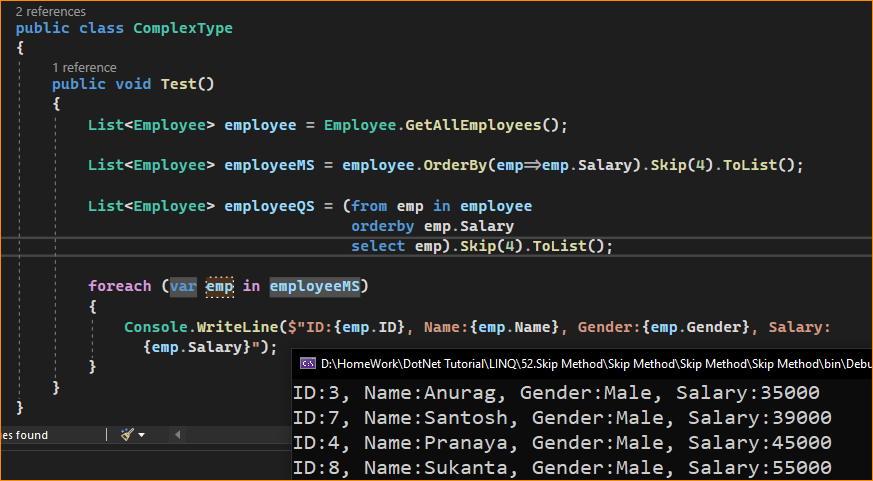 2 references
public class ComplexType
{
1 reference
public void Test()
{
List<Employee> employee = Employee.GetAllEmployees();
List<Employee> employeeMS = employee.OrderBy(emp=>emp.Salary).Skip(4).ToList();
List<Employee> employeeQS = (from emp in employee
orderby emp.Salary
select emp).Skip(4).ToList();
foreach (var emp in employeeMS)
{
Console.WriteLine($"ID:{emp.ID}, Name:{emp.Name}, Gender:{emp.Gender}, Salary:
{emp.Salary}");
}
}
}
es found
D:\HomeWork\DotNet Tutorial\LINQ\52.Skip Method\Skip Method\Skip Method\Skip Method\bin\Debu
ID:3, Name:Anurag, Gender:Male, Salary:35000
ID:7, Name:Santosh, Gender:Male, Salary:39000
ID:4, Name:Pranaya, Gender:Male, Salary:45000
ID:8, Name:Sukanta, Gender:Male, Salary:55000